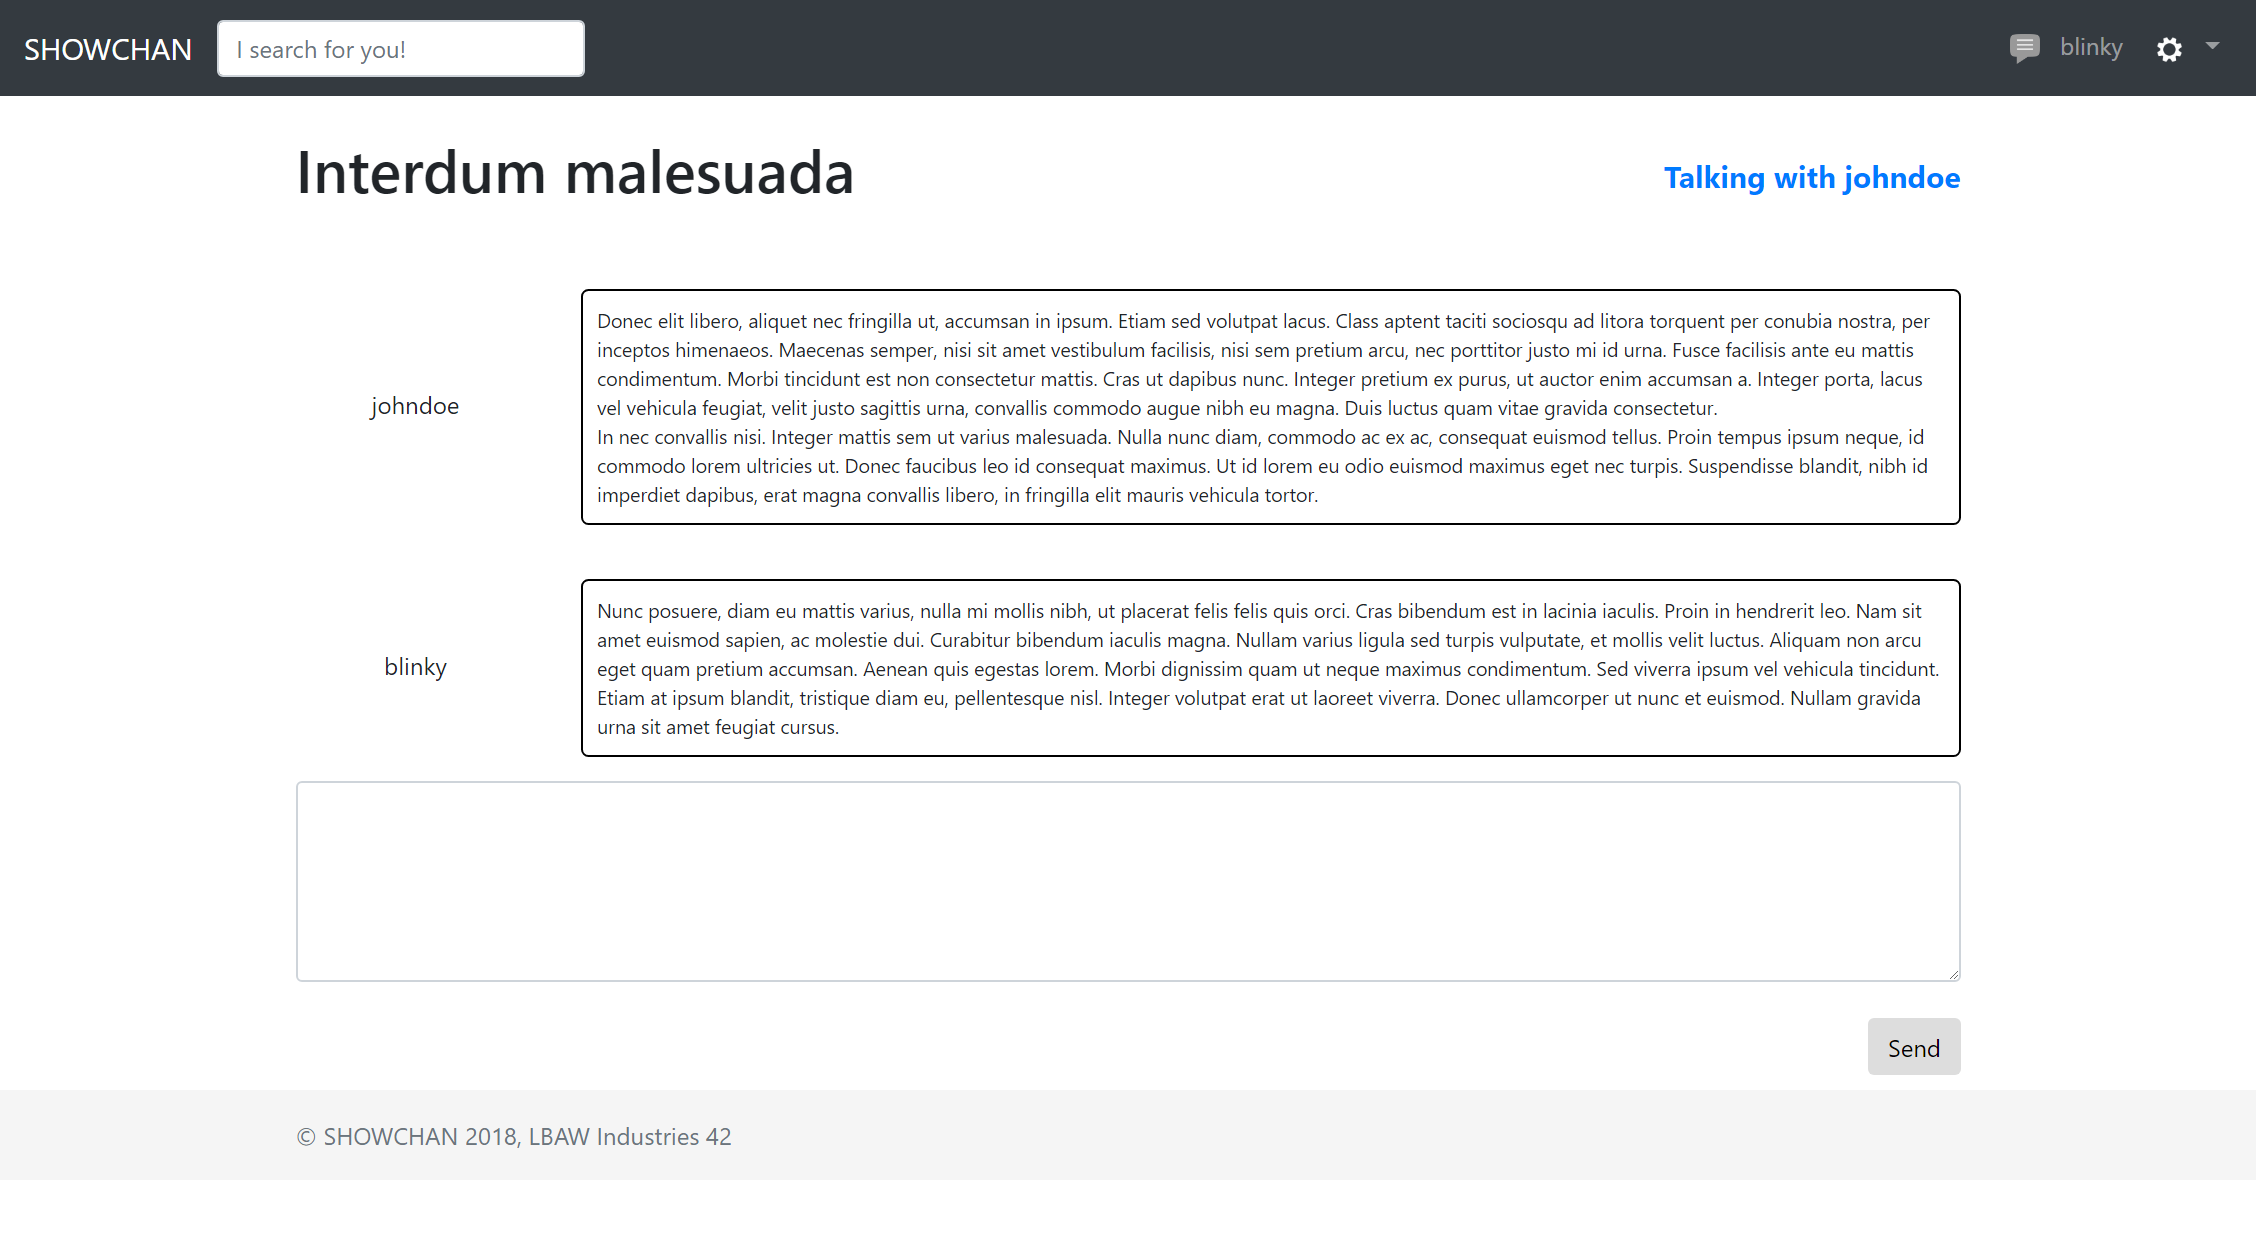 SHOWCHAN
I search for you!
blinky
Interdum malesuada
Talking with johndoe
johndoe
Donec elit libero, aliquet nec fringilla ut, accumsan in ipsum. Etiam sed volutpat lacus. Class aptent taciti sociosqu ad litora torquent per conubia nostra, per
inceptos himenaeos. Maecenas semper, nisi sit amet vestibulum facilisis, nisi sem pretium arcu, nec porttitor justo mi id urna. Fusce facilisis ante eu mattis
condimentum. Morbi tincidunt est non consectetur mattis. Cras ut dapibus nunc. Integer pretium ex purus, ut auctor enim accumsan a. Integer porta, lacus
vel vehicula feugiat, velit justo sagittis urna, convallis commodo augue nibh eu magna. Duis luctus quam vitae gravida consectetur.
In nec convallis nisi. Integer mattis sem ut varius malesuada. Nulla nunc diam, commodo ac ex ac, consequat euismod tellus. Proin tempus ipsum neque, id
commodo lorem ultricies ut. Donec faucibus leo id consequat maximus. Ut id lorem eu odio euismod maximus eget nec turpis. Suspendisse blandit, nibh id
imperdiet dapibus, erat magna convallis libero, in fringilla elit mauris vehicula tortor.
blinky
Nunc posuere, diam eu mattis varius, nulla mi mollis nibh, ut placerat felis felis quis orci. Cras bibendum est in lacinia iaculis. Proin in hendrerit leo. Nam sit
amet euismod sapien, ac molestie dui. Curabitur bibendum iaculis magna. Nullam varius ligula sed turpis vulputate, et mollis velit luctus. Aliquam non arcu
eget quam pretium accumsan. Aenean quis egestas lorem. Morbi dignissim quam ut neque maximus condimentum. Sed viverra ipsum vel vehicula tincidunt.
Etiam at ipsum blandit, tristique diam eu, pellentesque nisl. Integer volutpat erat ut laoreet viverra. Donec ullamcorper ut nunc et euismod. Nullam gravida
urna sit amet feugiat cursus.
Send
© SHOWCHAN 2018, LBAW Industries 42